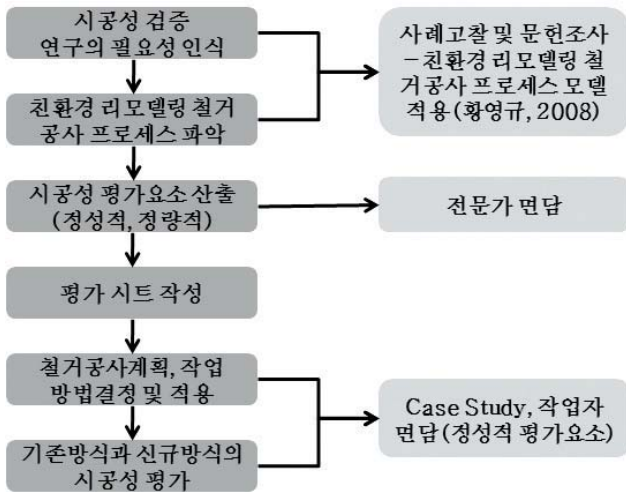 시공성 검증
연구의 필요성 인식
친환경 리모델링 철거
공사 프로세스 파악
시공성 평가요소 산출
(정성적, 정량적)
평가 시트 작성
철거공사계획, 작업
방법결정 및 적용
기존방식과 신규방식의
시공성 평가
사례고찰 및 문헌조사
-친환경 리모델링 철
거공사 프로세스 모델
적용(황영규, 2008)
전문가 면담
Case Study, 작업자
면담(정성적 평가요소)